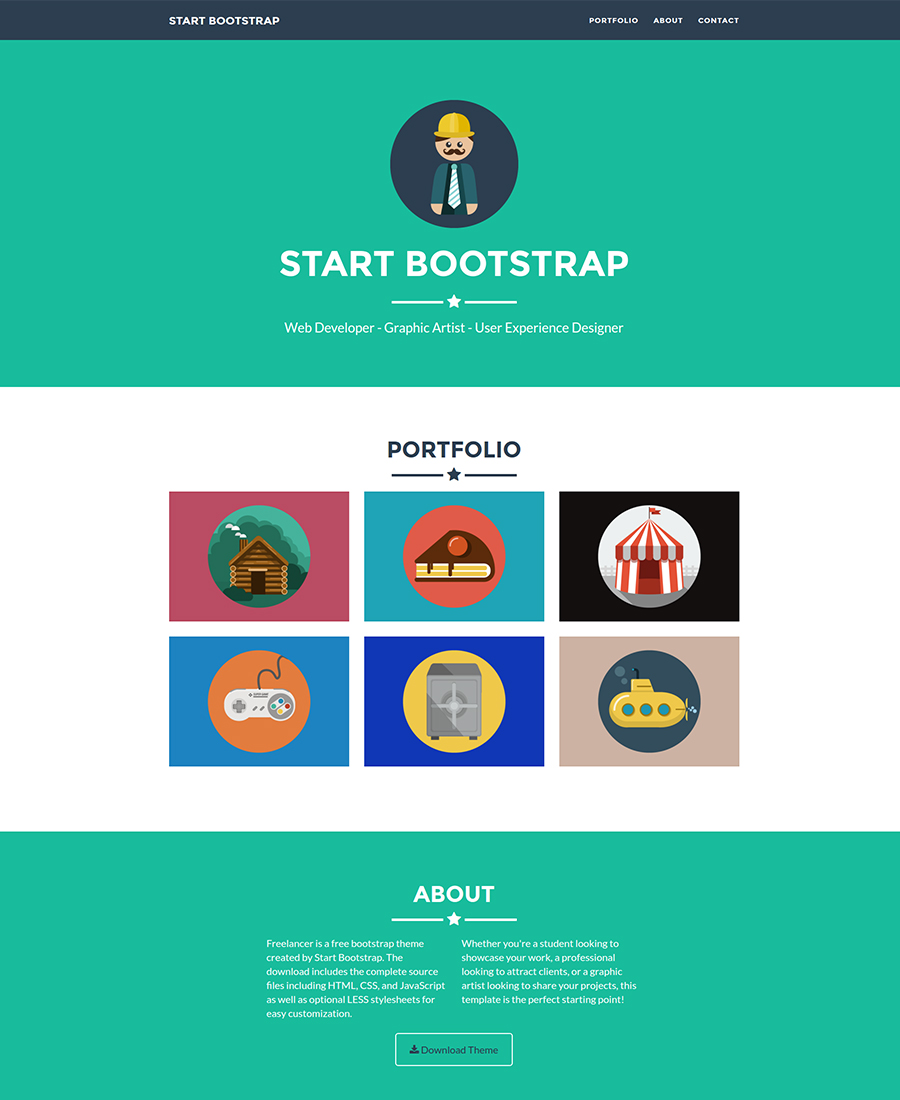 START BOOTSTRAP
PORTFOLIO ABOUT CONTACT
START BOOTSTRAP
Web Developer - Graphic Artist - User Experience Designer
PORTFOLIO
ABOUT
Freelancer is a free bootstrap theme
created by Start Bootstrap. The
download includes the complete source
files including HTML, CSS, and JavaScript
as well as optional LESS stylesheets for
easy customization.
Whether you're a student looking to
showcase your work, a professional
looking to attract clients, or a graphic
artist looking to share your projects, this
template is the perfect starting point!
Download Theme